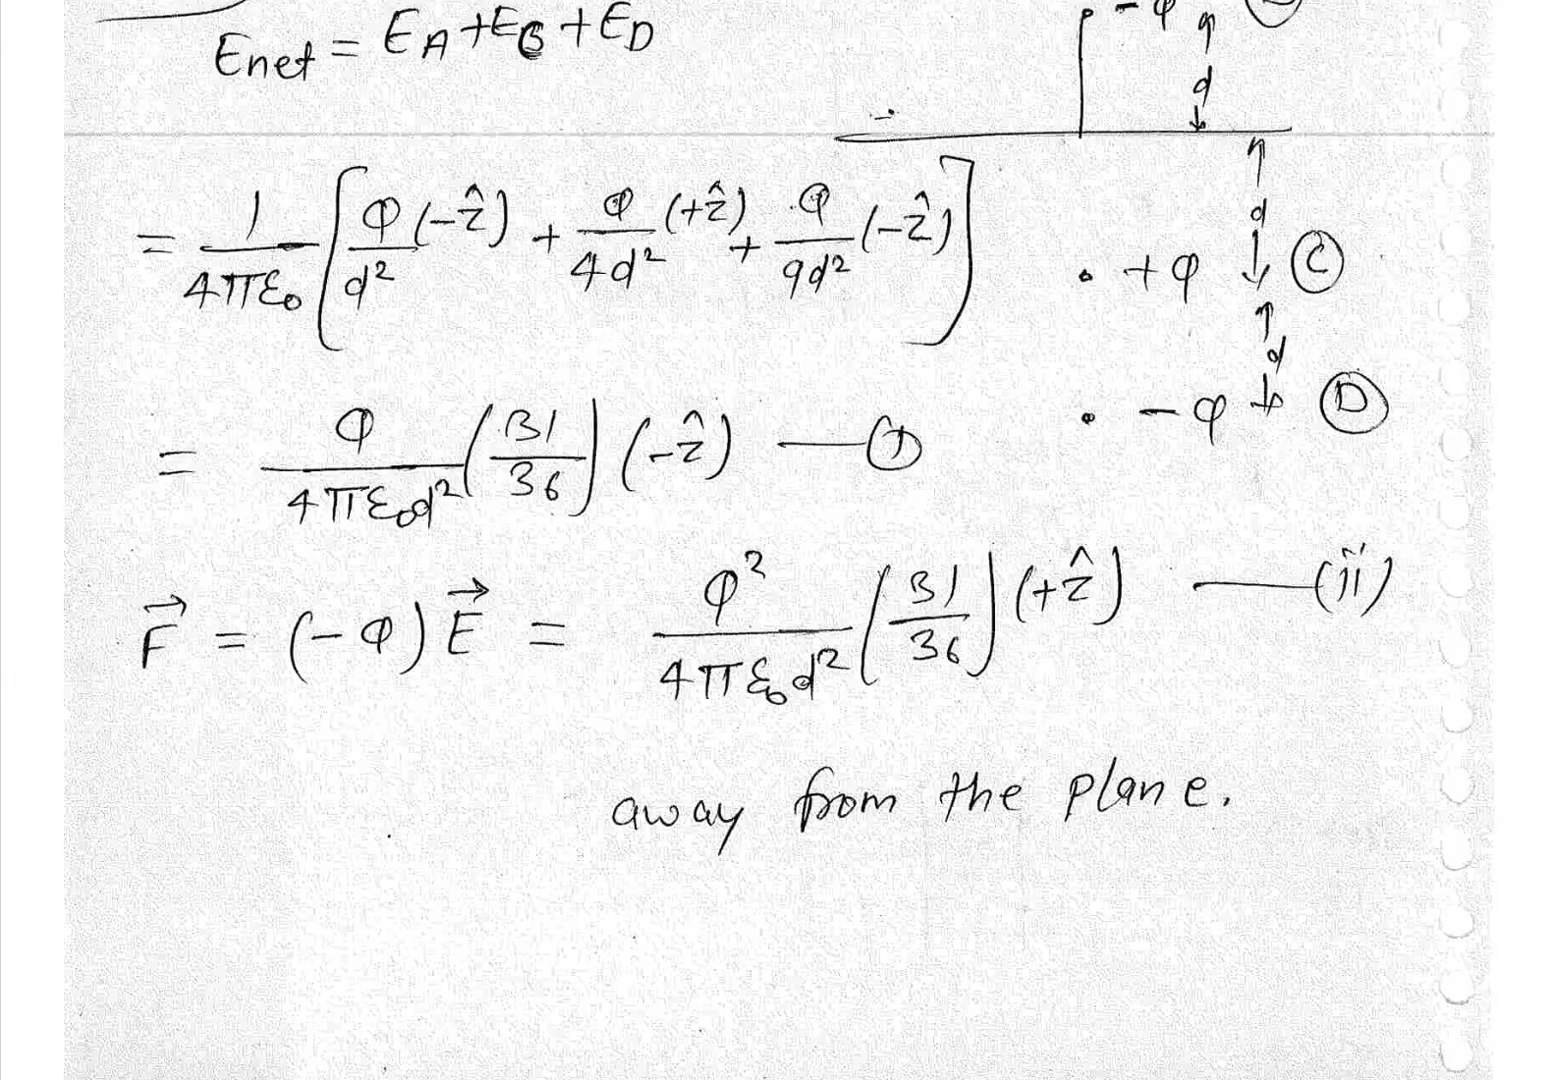 Enet = EA + EB + ED
- Q
d
= 1/4πε₀ [ Q/d² (-ẑ) + Q/4d² (+ẑ) + Q/9d² (-ẑ) ]
d
• + Q Ⓒ
d
• - Q Ⓓ
= Q/4πε₀d² (31/36) (-ẑ) — Ⓘ
F⃗ = (-Q) E⃗ = Q²/4πε₀d² (31/36) (+ẑ) — (ii)
away from the plane.